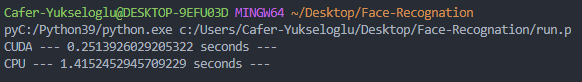 Cafer-Yukseloglu@DESKTOP-9EFU03D MINGW64 ~/Desktop/Face-Recognation
pyC:/Python39/python.exe c:/Users/Cafer-Yukseloglu/Desktop/Face-Recognation/run.p
CUDA --- 0.2513926029205322 seconds ---
CPU --- 1.4152452945709229 seconds ---